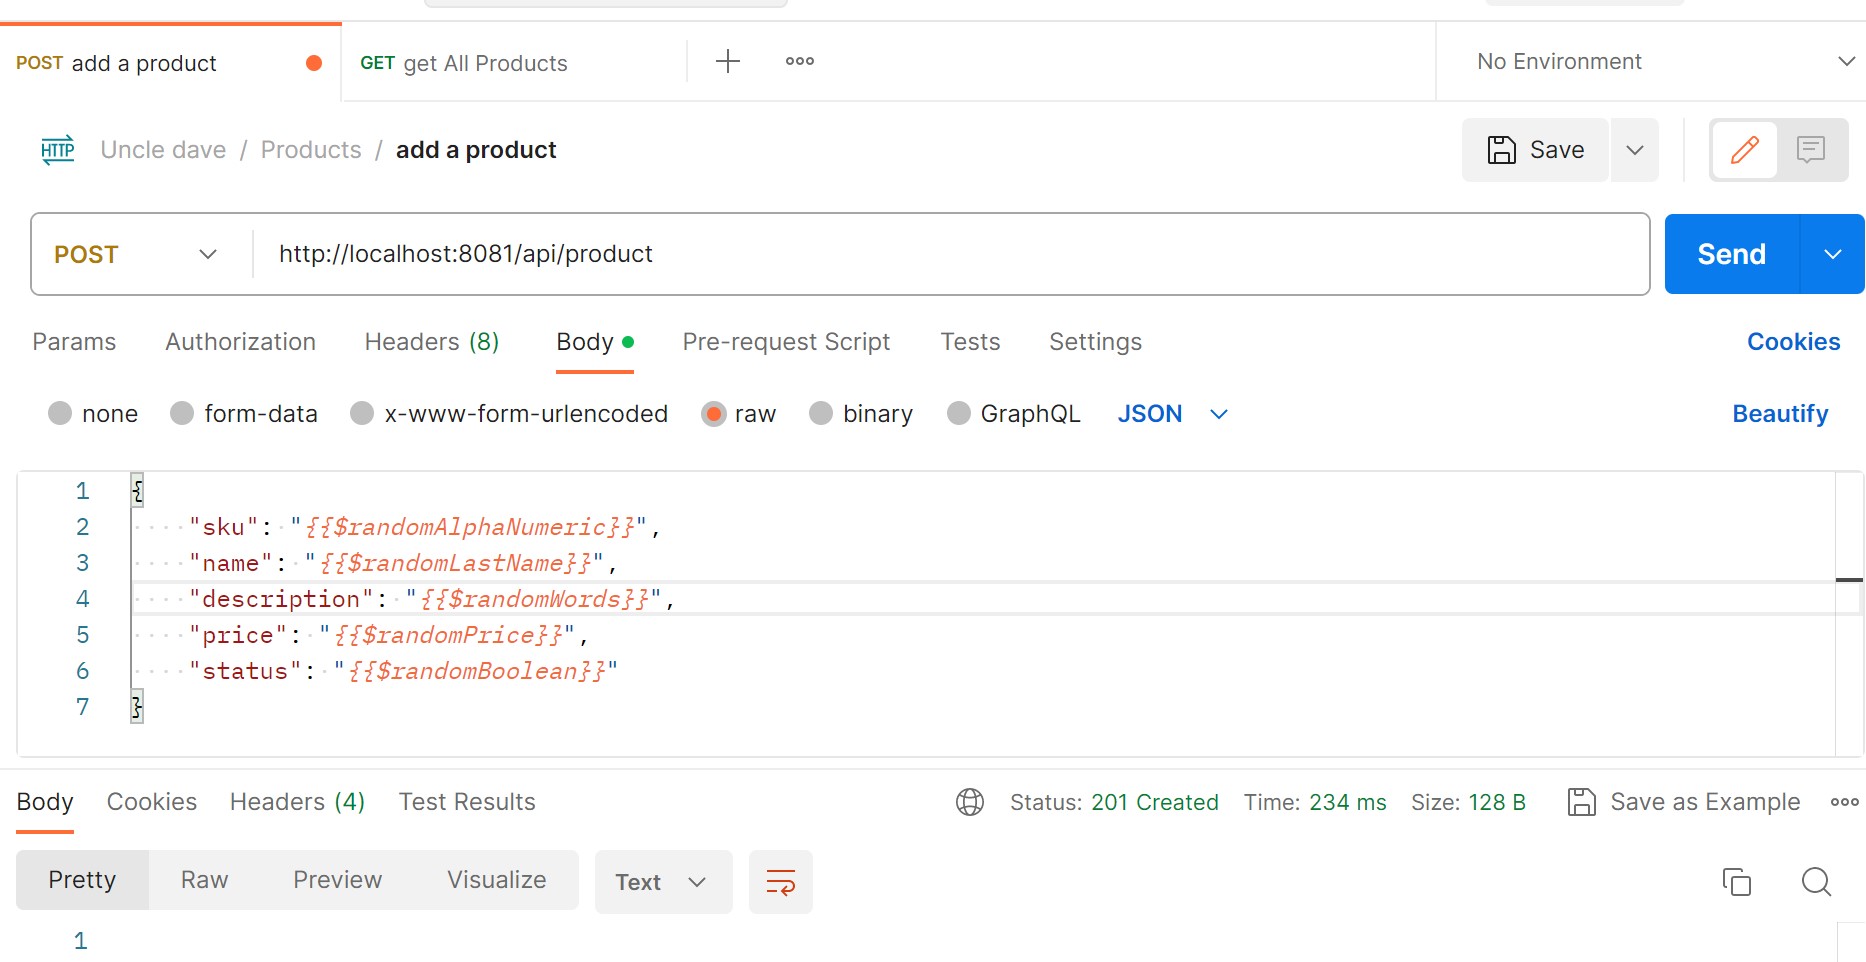 POST add a product GET get All Products No Environment
HTTP Uncle dave / Products / add a product Save
POST http://localhost:8081/api/product Send
Params Authorization Headers (8) Body Pre-request Script Tests Settings Cookies
none form-data x-www-form-urlencoded raw binary GraphQL JSON Beautify
1 {
2 "sku": "{{$randomAlphaNumeric}}",
3 "name": "{{$randomLastName}}",
4 "description": "{{$randomWords}}",
5 "price": "{{$randomPrice}}",
6 "status": "{{$randomBoolean}}"
7 }
Body Cookies Headers (4) Test Results Status: 201 Created Time: 234 ms Size: 128 B Save as Example
Pretty Raw Preview Visualize Text
1